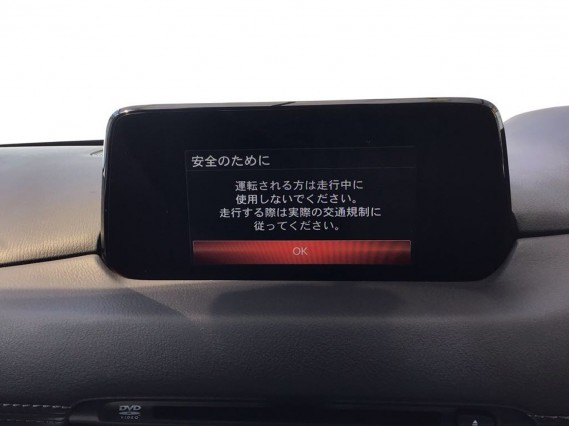 安全のために
運転される方は走行中に
使用しないでください。
走行する際は実際の交通規制に
従ってください。
OK
DVD
VIDEO